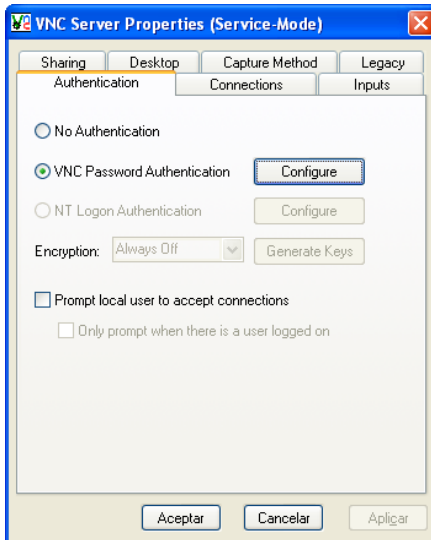 VNC Server Properties (Service-Mode)
Sharing Desktop Capture Method Legacy
Authentication Connections Inputs
No Authentication
VNC Password Authentication Configure
NT Logon Authentication Configure
Encryption: Always Off Generate Keys
Prompt local user to accept connections
Only prompt when there is a user logged on
Aceptar Cancelar Aplicar